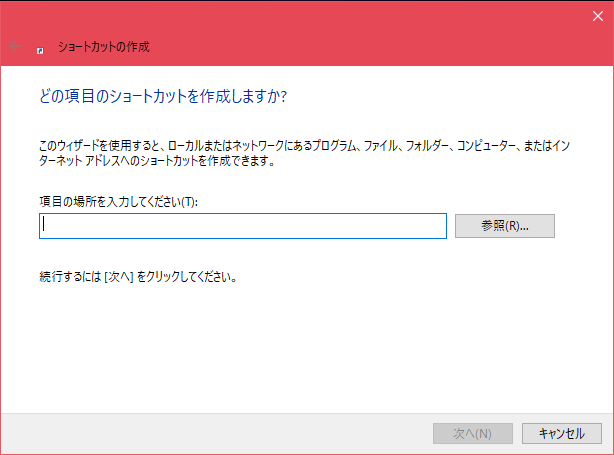 ショートカットの作成
どの項目のショートカットを作成しますか?
このウィザードを使用すると、ローカルまたはネットワークにあるプログラム、ファイル、フォルダー、コンピューター、またはイン
ターネット アドレスへのショートカットを作成できます。
項目の場所を入力してください(T):
参照(R)...
続行するには [次へ] をクリックしてください。
次へ(N)
キャンセル